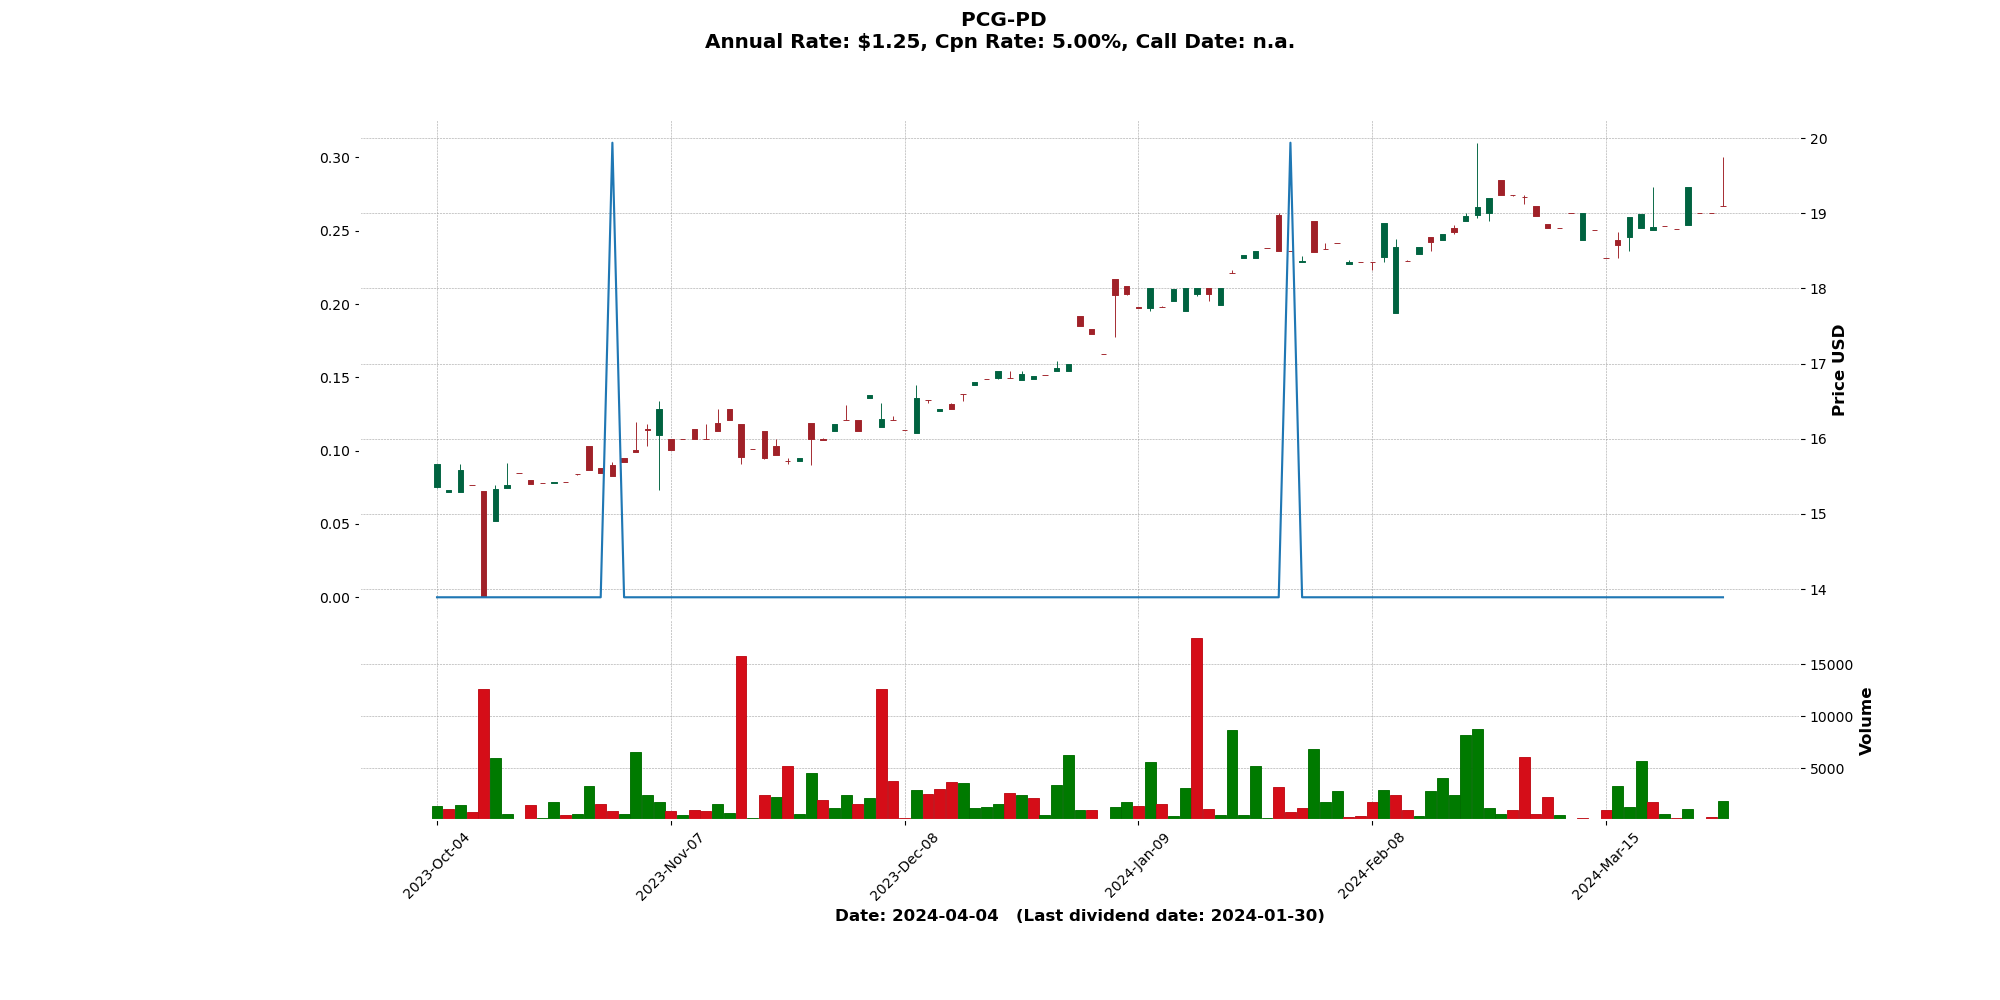 PCG-PD
Annual Rate: $1.25, Cpn Rate: 5.00%, Call Date: n.a.
0.30
0.25
0.20
0.15
0.10
0.05
0.00
20
19
18
17
16
15
14
Price USD
15000
10000
5000
Volume
2023-Oct-04
2023-Nov-07
2023-Dec-08
2024-Jan-09
2024-Feb-08
2024-Mar-15
Date: 2024-04-04   (Last dividend date: 2024-01-30)